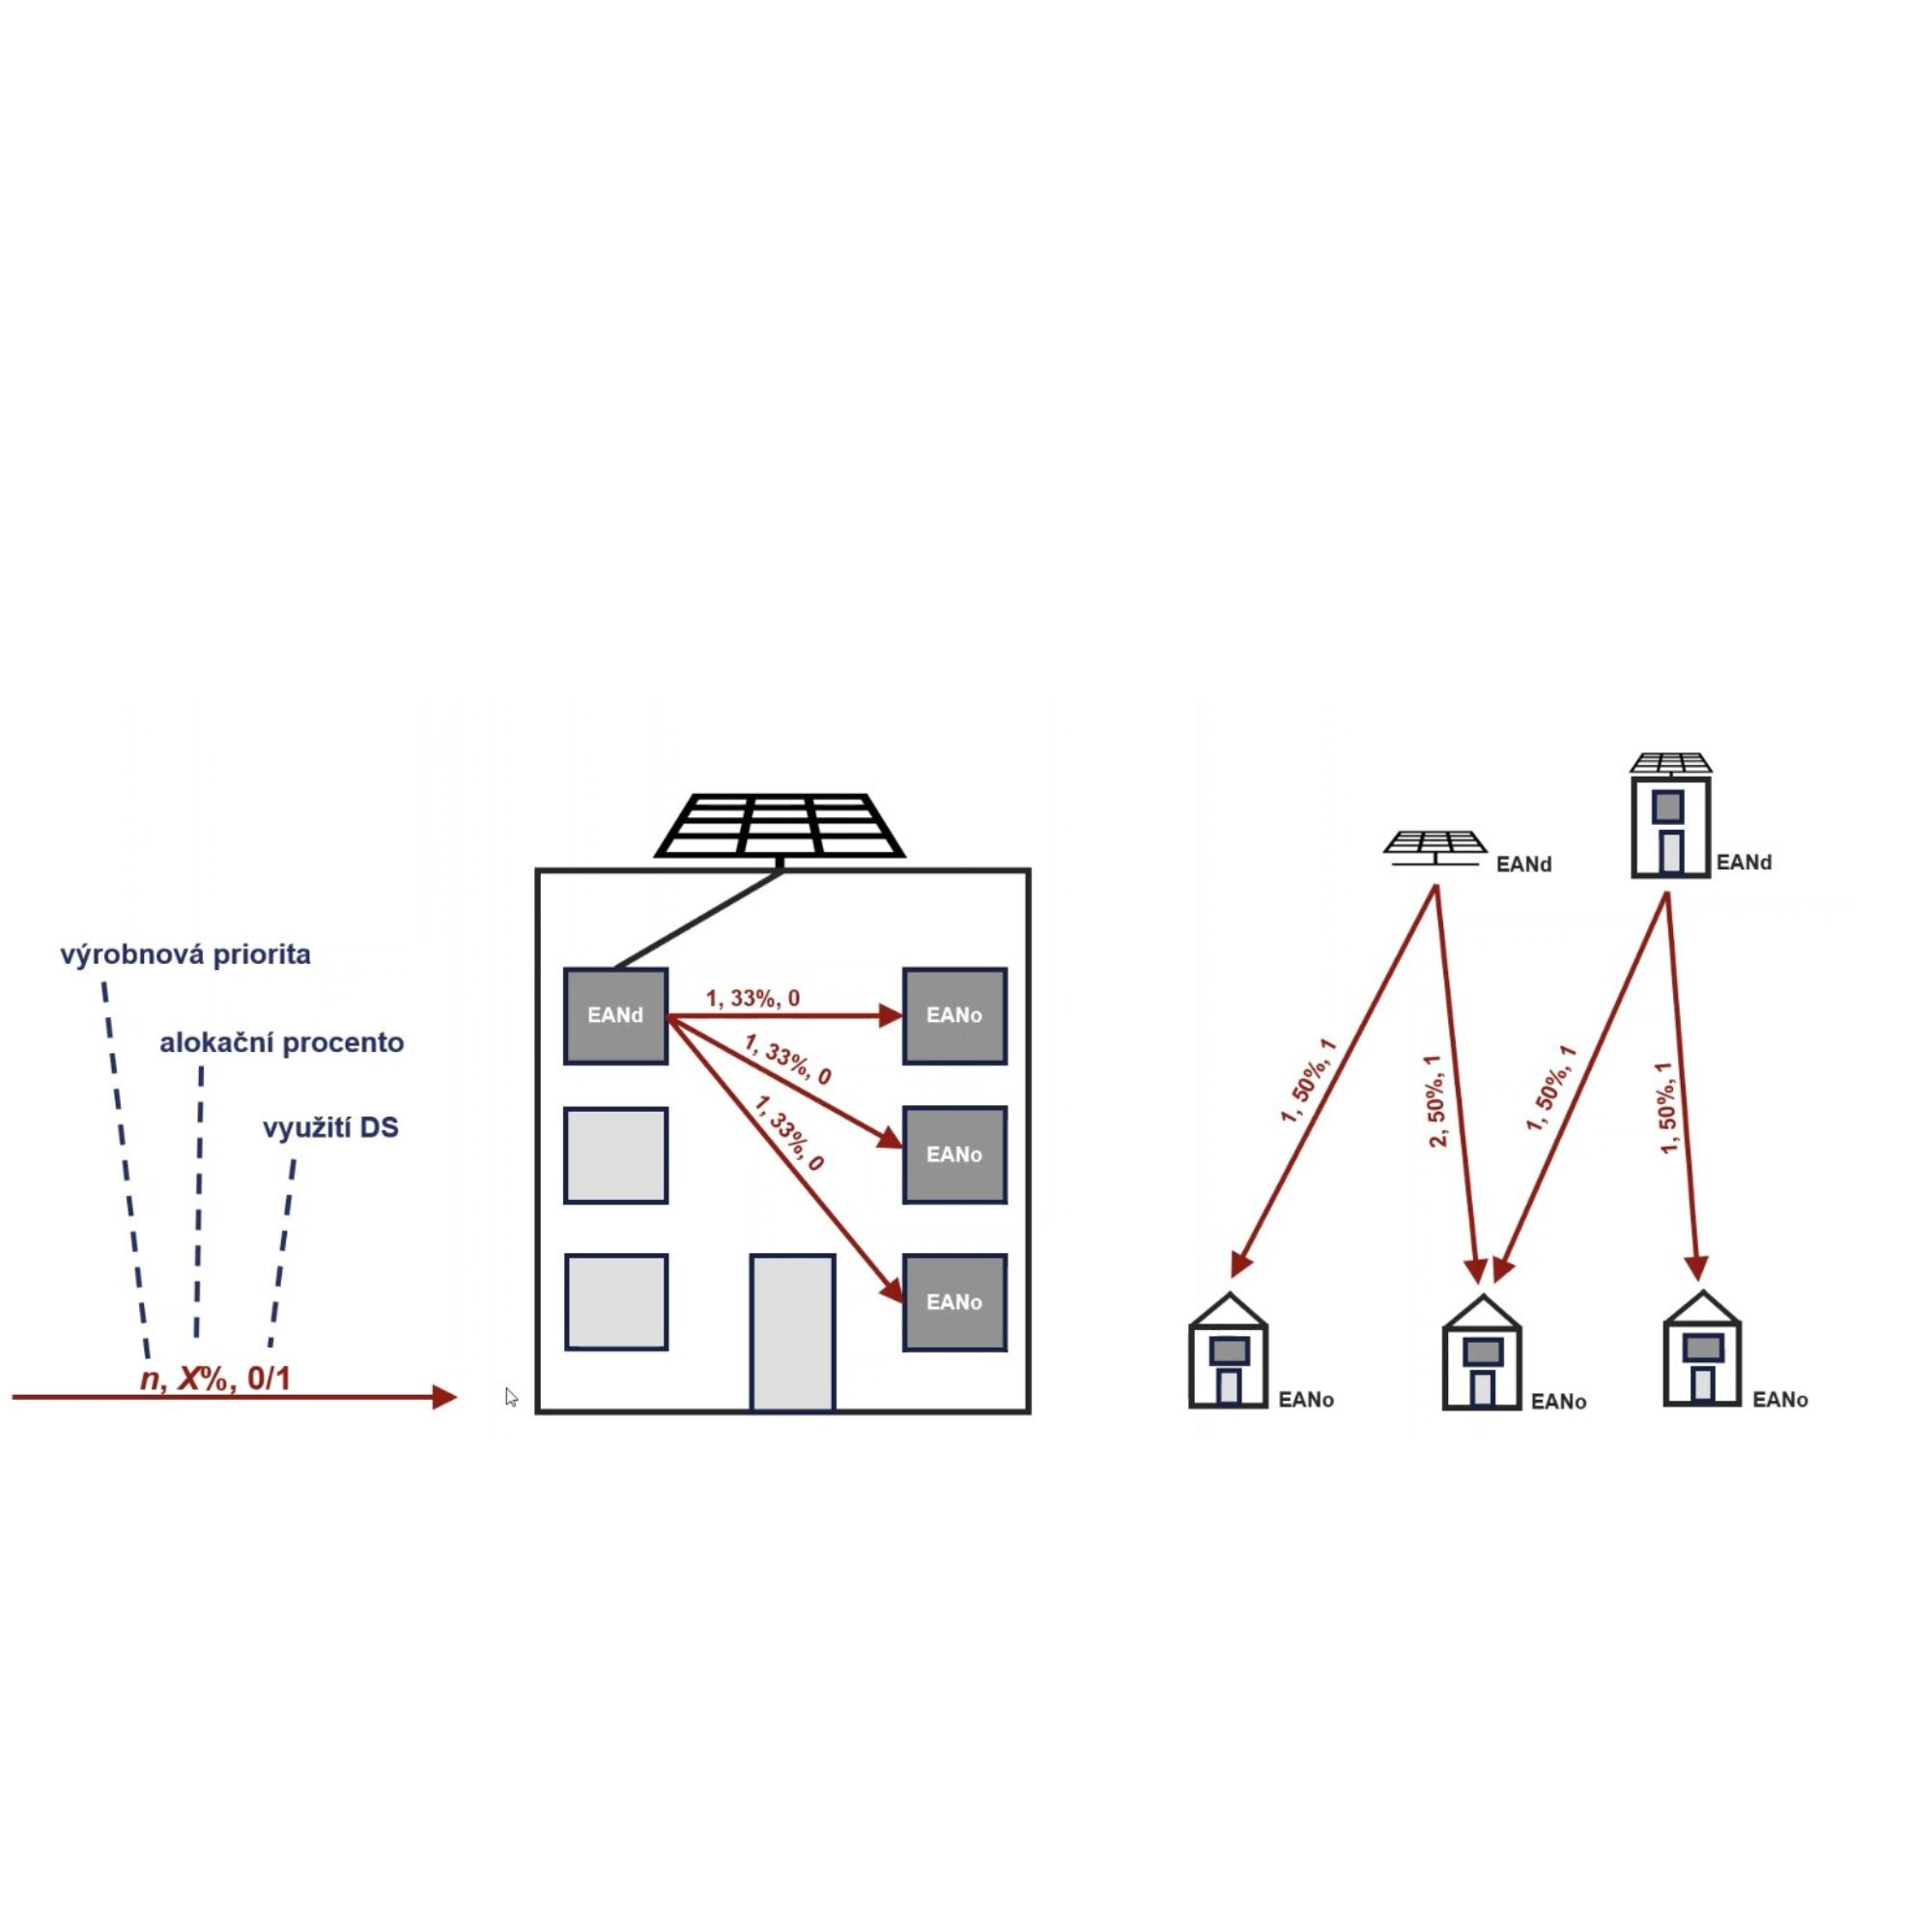 výrobnová priorita
alokační procento
využití DS
n, X%, 0/1
EANd
1, 33%, 0
1, 33%, 0
1, 33%, 0
EANo
EANo
EANo
EANd
EANd
1, 50%, 1
2, 50%, 1
1, 50%, 1
1, 50%, 1
EANo
EANo
EANo